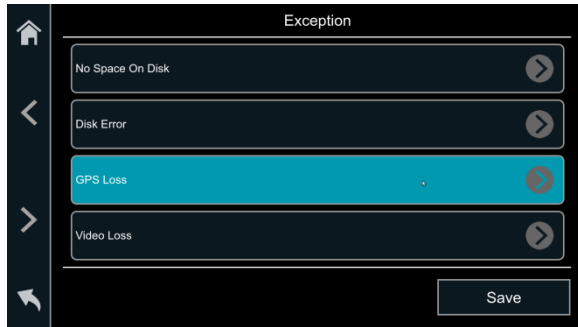 Exception
No Space On Disk
Disk Error
GPS Loss
Video Loss
Save